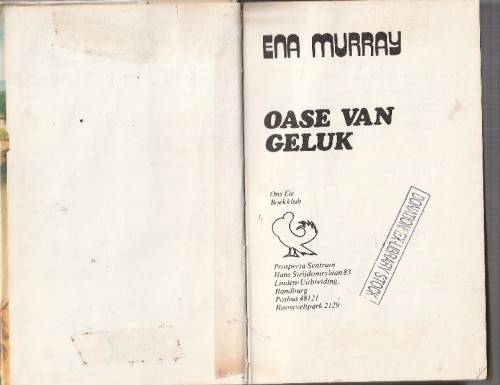 ENA MURRAY
OASE VAN
GELUK
Ons Eie
Boekklub
Prospecta Sentrum
Hans Strijdomrylaan 83
Linden-Uitbreiding,
Randburg
Posbus 48121
Rooseveltpark 2129
DONATION EX LIBRARY STOCK